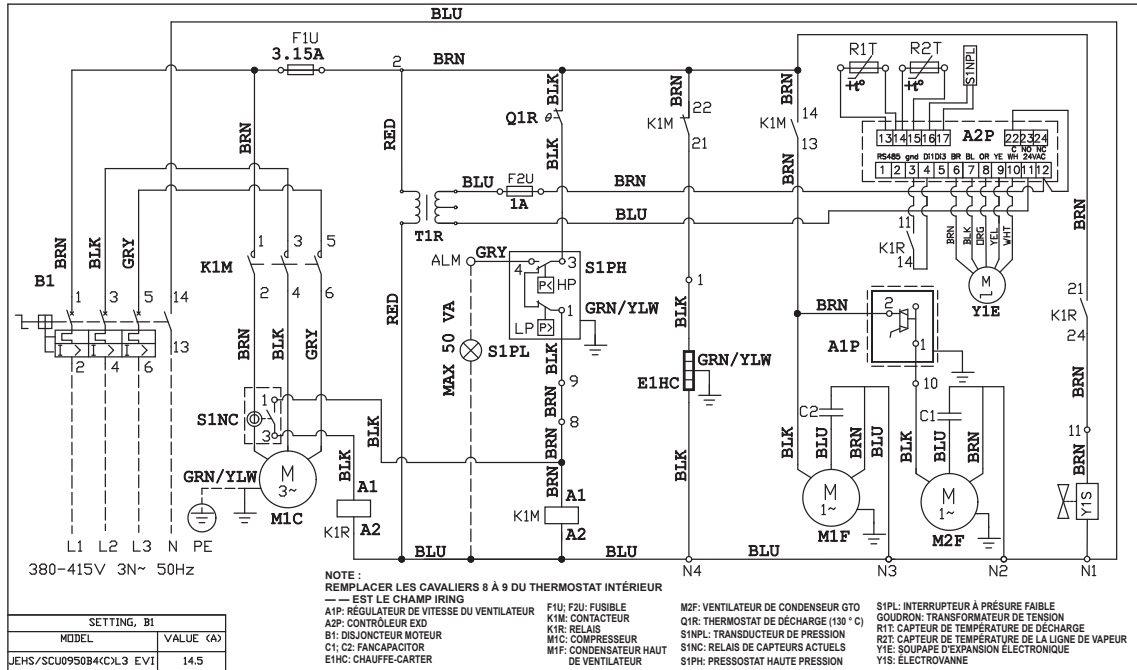 BLU
F1U
3.15A
2
BRN
BRN
BLK
BRN
BRN
R1T
R2T
S1NPL
+t°
+t°
Q1R
θ
K1M
22
21
K1M
14
13
A2P
13 14 15 16 17
22 23 24
C NO NC
RS485 gnd DI1 DI3 BR BL OR YE WH 24VAC
1 2 3 4 5 6 7 8 9 10 11 12
RED
BLK
BRN
BLU
F2U
1A
BRN
BLU
T1R
BRN
BLK
GRY
B1
1
3
5
14
13
2
4
6
K1M
1
3
5
2
4
6
BRN
BLK
GRY
RED
ALM
GRY
4
3
S1PH
P<
HP
LP
P>
1
GRN/YLW
MAX 50 VA
S1PL
BLK
9
BRN
8
BRN
BRN
1
BLK
GRN/YLW
E1HC
BLK
11
K1R
14
BRN
BLK
ORG
YEL
WHT
M
Y1E
BRN
2
1
A1P
10
BRN
21
K1R
24
BRN
11
BRN
Y1S
S1NC
1
3
GRN/YLW
M
3~
M1C
BLK
BLK
A1
A2
K1R
A1
A2
K1M
C2
BLK
BLU
BRN
BLU
M
1~
M1F
C1
BLK
BLU
BRN
M
1~
M2F
BLU
BLU
BLU
N4
N3
N2
N1
L1 L2 L3 N PE
380-415V 3N~ 50Hz
SETTING, B1
MODEL VALUE (A)
JEHS/SCU0950B4(C)L3 EVI 14.5
NOTE :
REMPLACER LES CAVALIERS 8 À 9 DU THERMOSTAT INTÉRIEUR
— — EST LE CHAMP IRING
A1P: RÉGULATEUR DE VITESSE DU VENTILATEUR
A2P: CONTRÔLEUR EXD
B1: DISJONCTEUR MOTEUR
C1; C2: FANCAPACITOR
E1HC: CHAUFFE-CARTER
F1U; F2U: FUSIBLE
K1M: CONTACTEUR
K1R: RELAIS
M1C: COMPRESSEUR
M1F: CONDENSATEUR HAUT
DE VENTILATEUR
M2F: VENTILATEUR DE CONDENSEUR GTO
Q1R: THERMOSTAT DE DÉCHARGE (130 ° C)
S1NPL: TRANSDUCTEUR DE PRESSION
S1NC: RELAIS DE CAPTEURS ACTUELS
S1PH: PRESSOSTAT HAUTE PRESSION
S1PL: INTERRUPTEUR À PRÉSURE FAIBLE
GOUDRON: TRANSFORMATEUR DE TENSION
R1T: CAPTEUR DE TEMPÉRATURE DE DÉCHARGE
R2T: CAPTEUR DE TEMPÉRATURE DE LA LIGNE DE VAPEUR
Y1E: SOUPAPE D'EXPANSION ÉLECTRONIQUE
Y1S: ÉLECTROVANNE